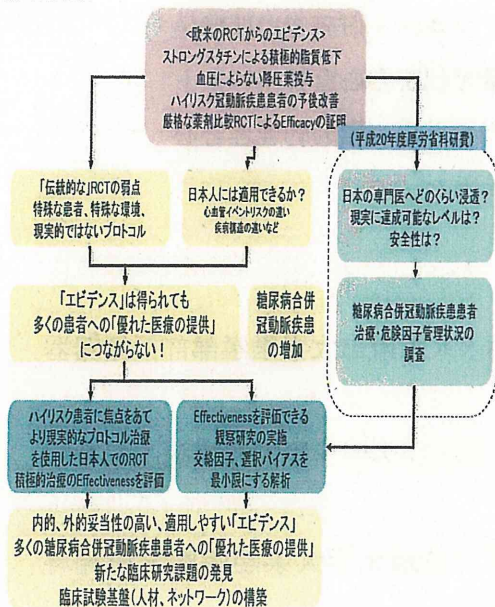 <欧米のRCTからのエビデンス>
ストロングスタチンによる積極的脂質低下
血圧によらない降圧薬投与
ハイリスク冠動脈疾患患者の予後改善
厳格な薬剤比較RCTによるEfficacyの証明
(平成20年度厚労省科研費)
「伝統的な」RCTの弱点
特殊な患者、特殊な環境、
現実的ではないプロトコル
日本人には適用できるか?
心血管イベントリスクの違い
疾病構造の違いなど
日本の専門医へどのくらい浸透?
現実に達成可能なレベルは?
安全性は?
「エビデンス」は得られても
多くの患者への「優れた医療の提供」
につながらない!
糖尿病合併
冠動脈疾患
の増加
糖尿病合併冠動脈疾患患者
治療・危険因子管理状況の
調査
ハイリスク患者に焦点をあて
より現実的なプロトコル治療
を使用した日本人でのRCT
積極的治療のEffectivenessを評価
Effectivenessを評価できる
観察研究の実施
交絡因子、選択バイアスを
最小限にする解析
内的、外的妥当性の高い、適用しやすい「エビデンス」
多くの糖尿病合併冠動脈疾患患者への「優れた医療の提供」
新たな臨床研究課題の発見
臨床試験基盤(人材、ネットワーク)の構築